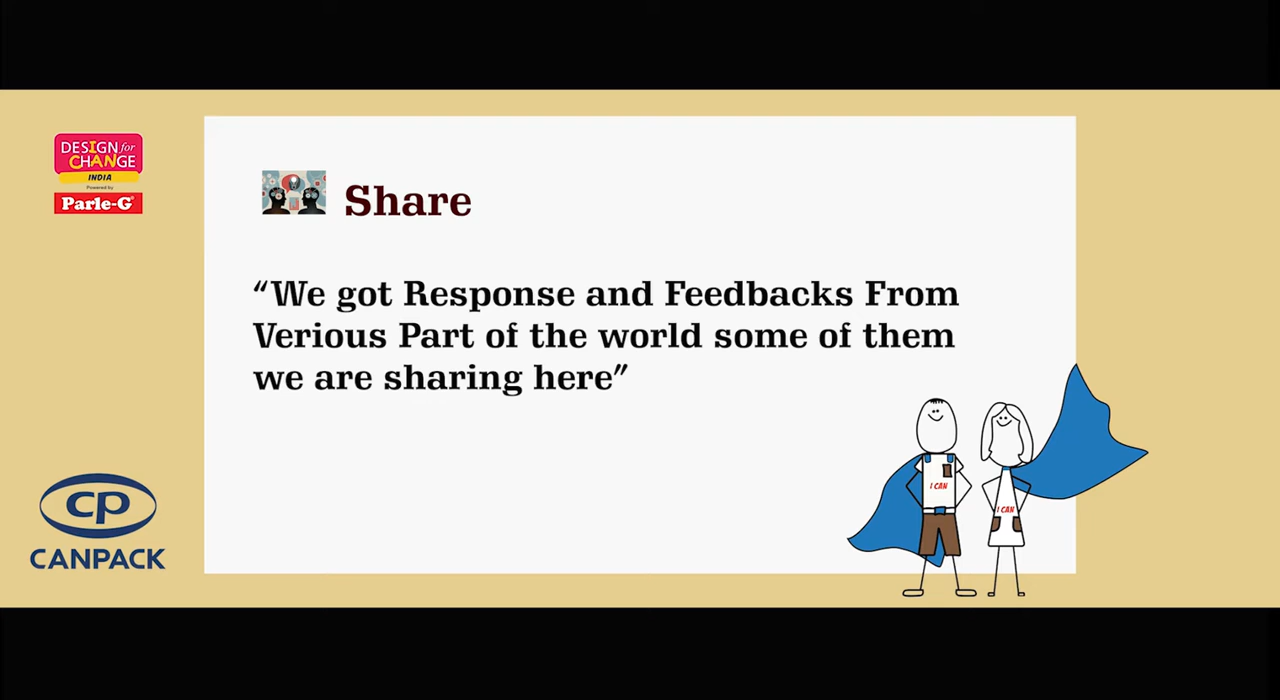 DESIGN for
CHANGE
INDIA
Powered by
Parle-G
Share
“We got Response and Feedbacks From
Verious Part of the world some of them
we are sharing here”
I CAN
I CAN
cp
CANPACK